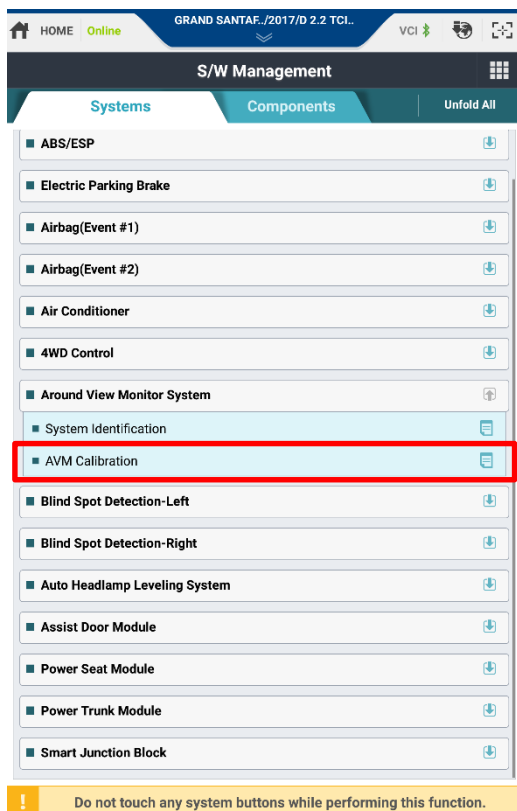 GRAND SANTAF../2017/D 2.2 TCI..
HOME Online
VCI
S/W Management
Systems
Components
Unfold All
ABS/ESP
Electric Parking Brake
Airbag(Event #1)
Airbag(Event #2)
Air Conditioner
4WD Control
Around View Monitor System
System Identification
AVM Calibration
Blind Spot Detection-Left
Blind Spot Detection-Right
Auto Headlamp Leveling System
Assist Door Module
Power Seat Module
Power Trunk Module
Smart Junction Block
! Do not touch any system buttons while performing this function.